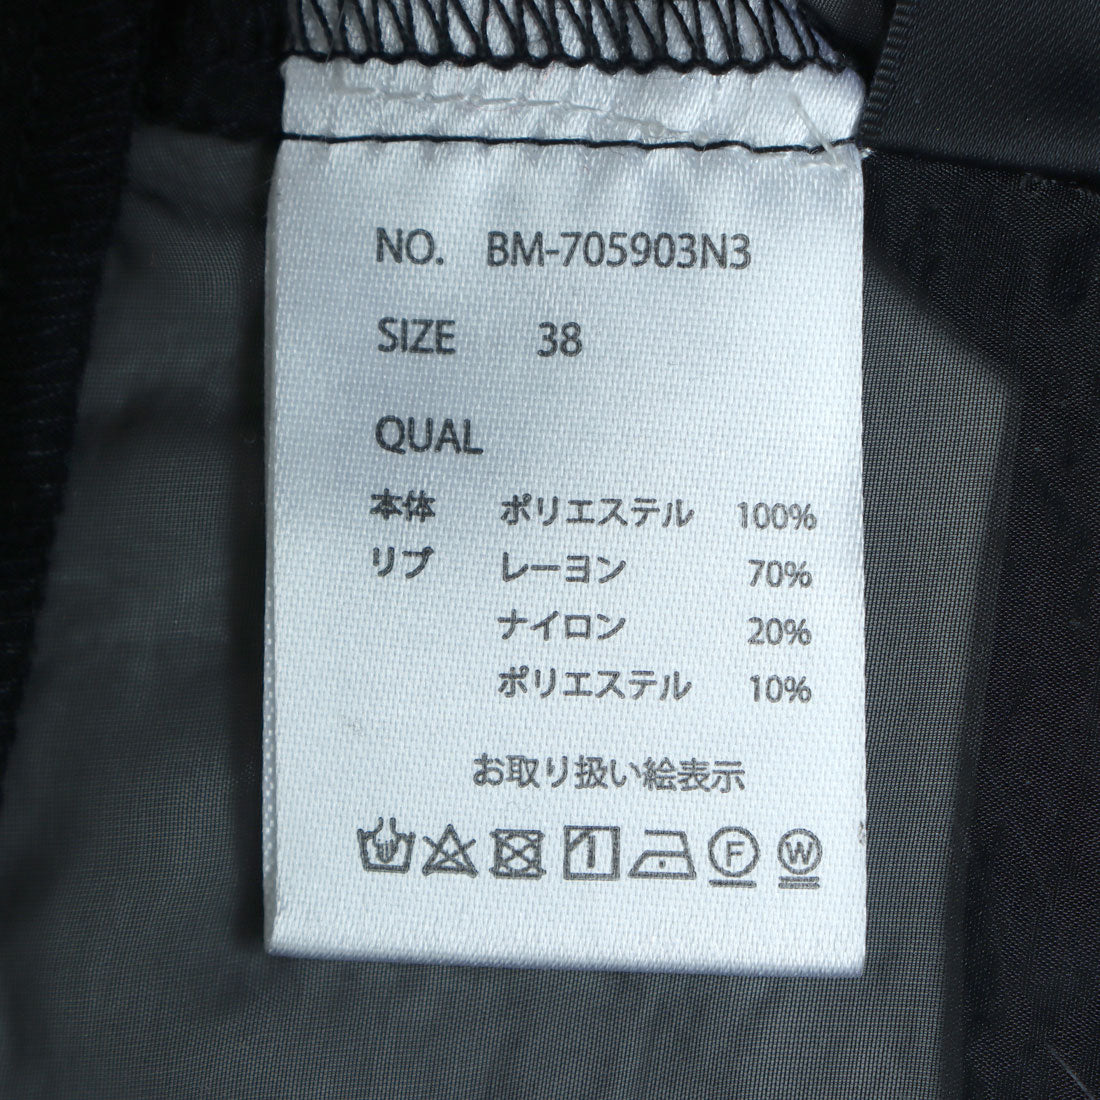 NO. BM-705903N3
SIZE 38
QUAL
本体 ポリエステル 100%
リブ レーヨン 70%
ナイロン 20%
ポリエステル 10%
お取り扱い絵表示
F W